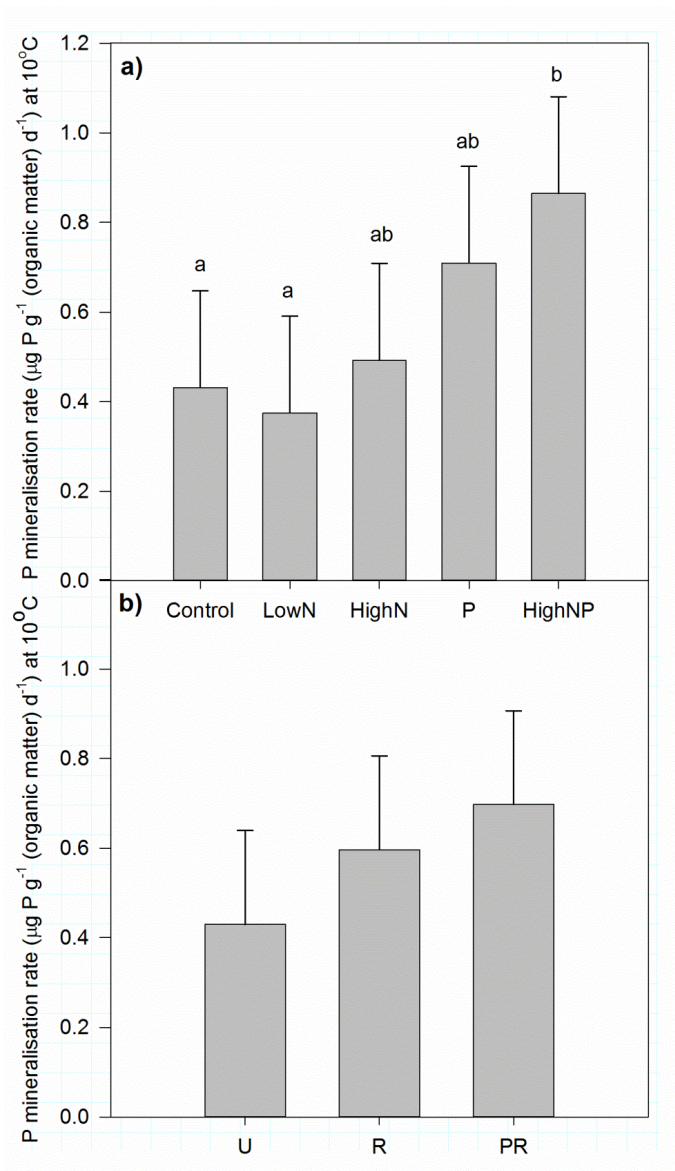 P mineralisation rate (μg P g⁻¹ (organic matter) d⁻¹) at 10°C
1.2
1.0
0.8
0.6
0.4
0.2
0.0
a)
a
a
ab
ab
b
Control LowN HighN P HighNP
P mineralisation rate (μg P g⁻¹ (organic matter) d⁻¹) at 10°C
b)
1.0
0.8
0.6
0.4
0.2
0.0
U R PR